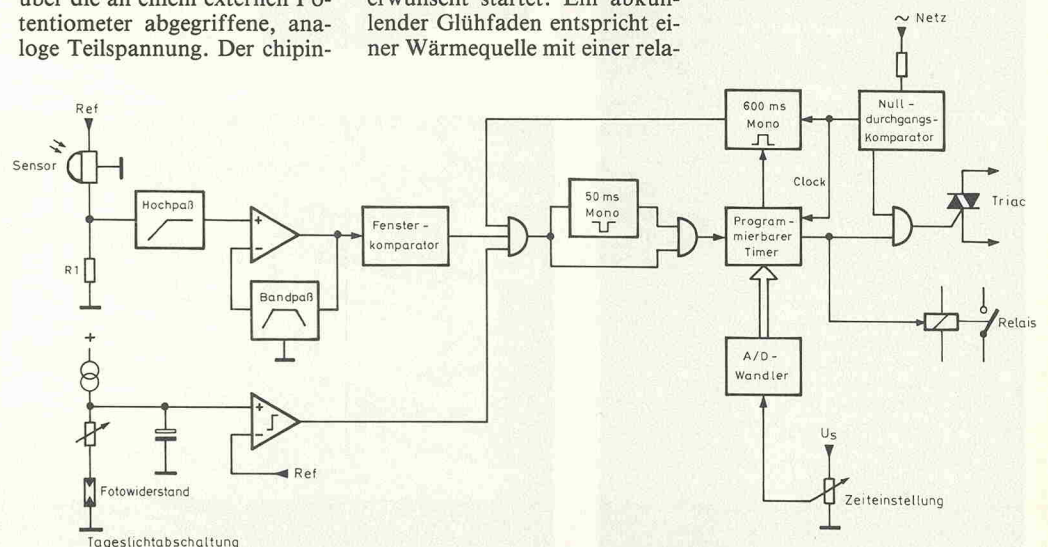 über die an einem externen Po-
tentiometer abgegriffene, ana-
loge Teilspannung. Der chipin-
erwünscht startet. Ein abküh-
lender Glühfaden entspricht ei-
ner Wärmequelle mit einer rela-
~ Netz
Ref
Sensor
R1
Hochpaß
Bandpaß
Fenster-
komparator
50 ms
Mono
600 ms
Mono
Clock
Null-
durchgangs-
Komparator
Triac
Program-
mierbarer
Timer
Relais
A/D-
Wandler
Us
Zeiteinstellung
+
-
+
+
-
Ref
Fotowiderstand
Tageslichtabschaltung